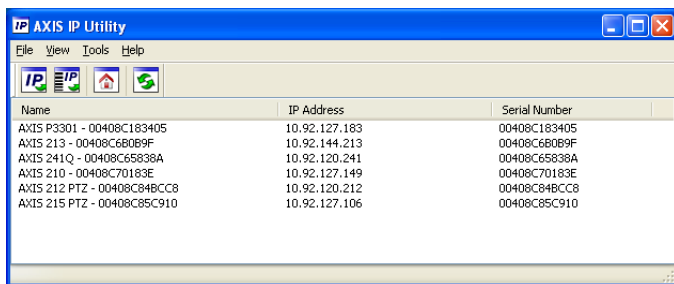 IP AXIS IP Utility
File View Tools Help
IP IP
Name IP Address Serial Number
AXIS P3301 - 00408C183405 10.92.127.183 00408C183405
AXIS 213 - 00408C6B0B9F 10.92.144.213 00408C6B0B9F
AXIS 241Q - 00408C65838A 10.92.120.241 00408C65838A
AXIS 210 - 00408C70183E 10.92.127.149 00408C70183E
AXIS 212 PTZ - 00408C84BCC8 10.92.120.212 00408C84BCC8
AXIS 215 PTZ - 00408C85C910 10.92.127.106 00408C85C910